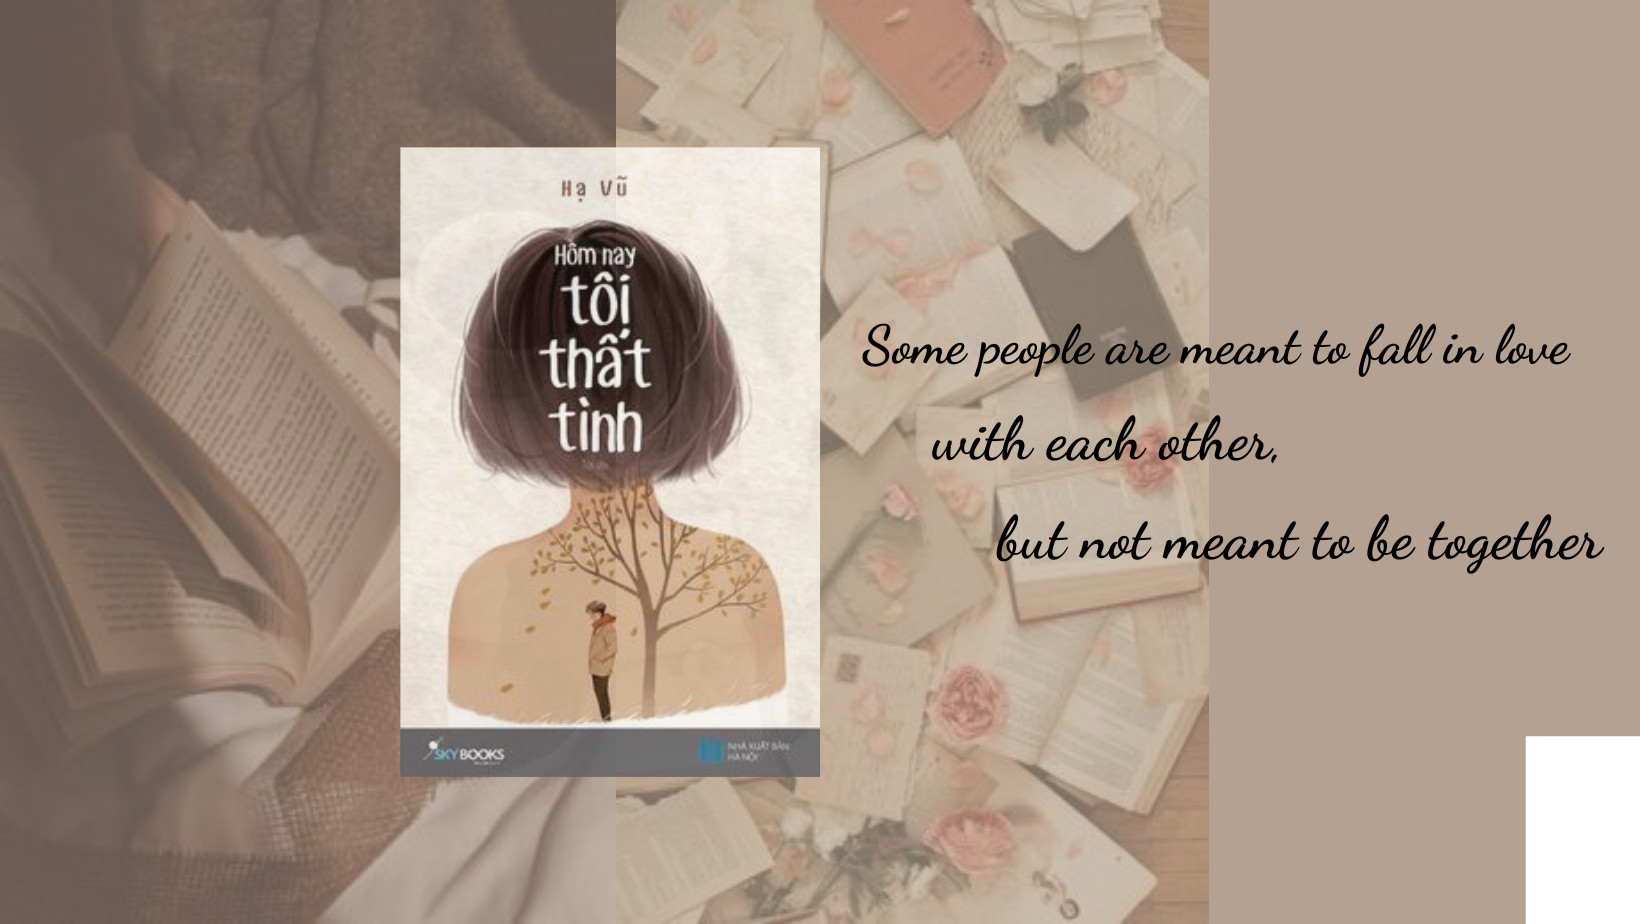 Hạ Vũ
Hôm nay
tôi
thất
tình
SKYBOOKS
NHÀ XUẤT BẢN
HÀ NỘI
Some people are meant to fall in love
with each other,
but not meant to be together